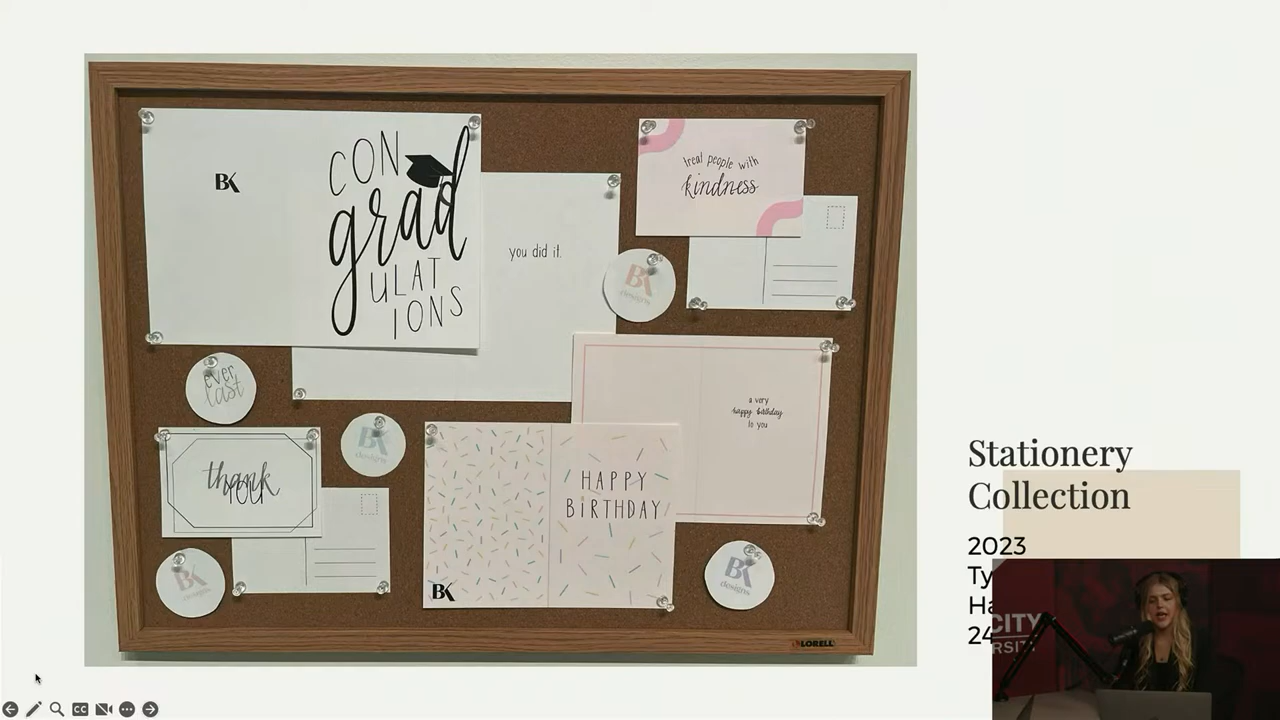 BK
CON
grad
ULAT
IONS
you did it.
treat people with
kindness
BK
designs
ever
last
BK
designs
thank
YOU
a very
happy birthday
to you
HAPPY
BIRTHDAY
BK
BK
designs
BK
designs
LORELL
Stationery
Collection
2023
CITY
CC